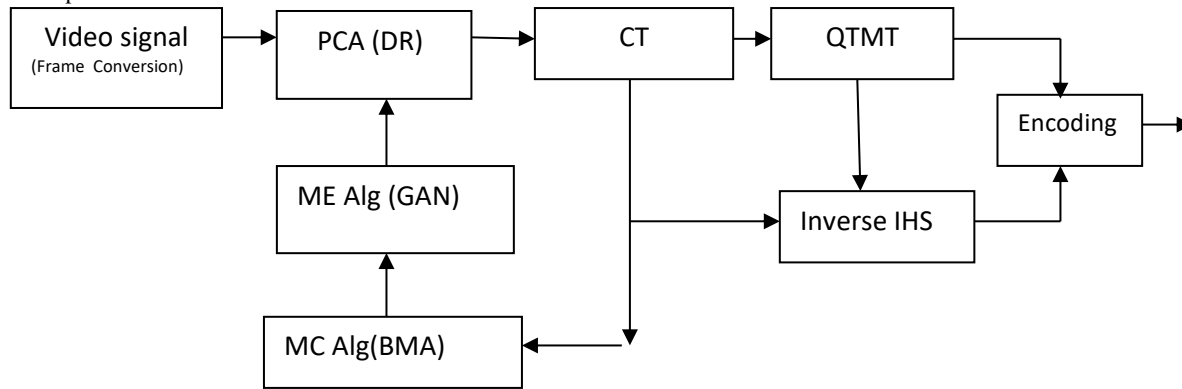 Video signal
(Frame Conversion)
PCA (DR)
CT
QTMT
Encoding
ME Alg (GAN)
Inverse IHS
MC Alg(BMA)